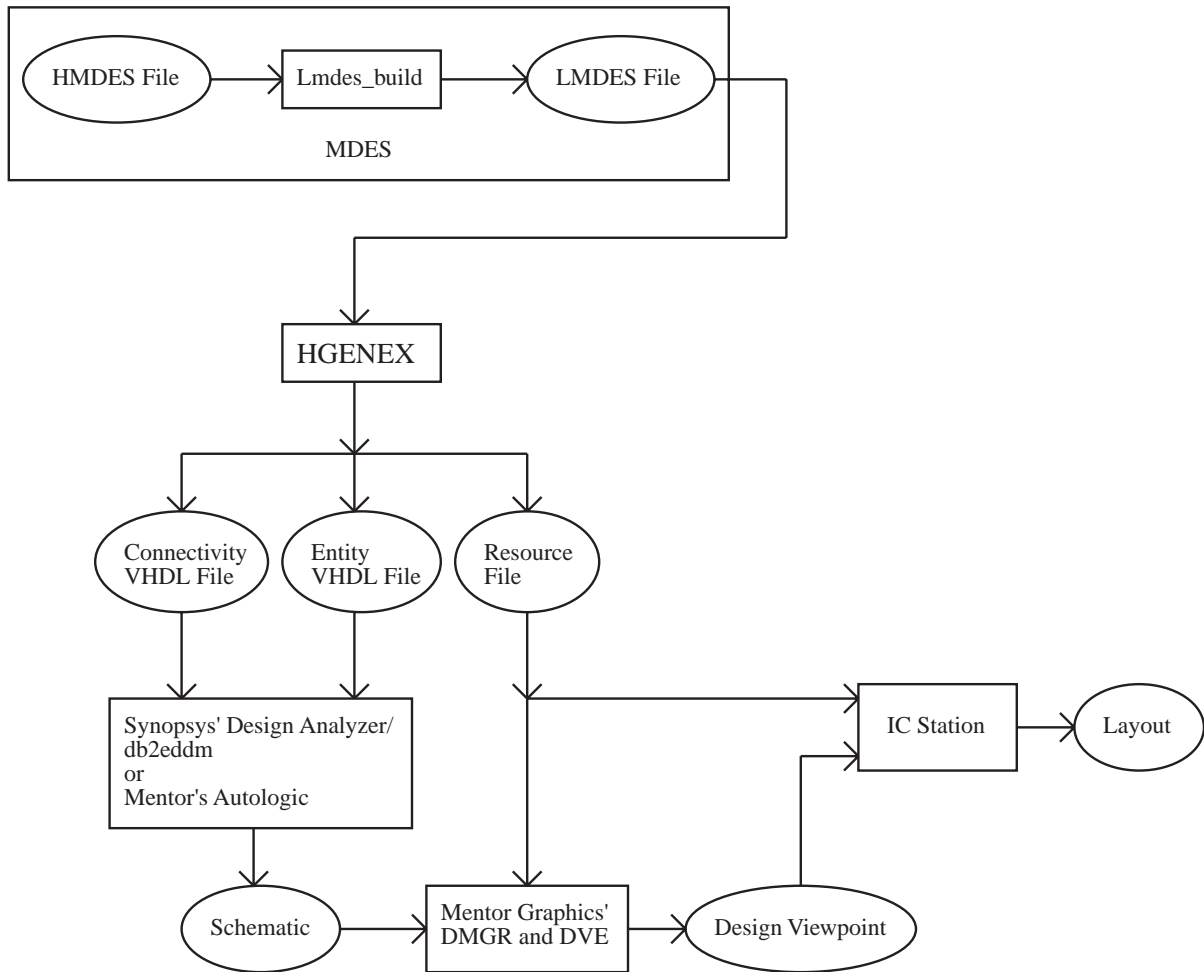 HMDES File
Lmdes_build
LMDES File
MDES
HGENEX
Connectivity
VHDL File
Entity
VHDL File
Resource
File
Synopsys' Design Analyzer/
db2eddm
or
Mentor's Autologic
IC Station
Layout
Schematic
Mentor Graphics'
DMGR and DVE
Design Viewpoint